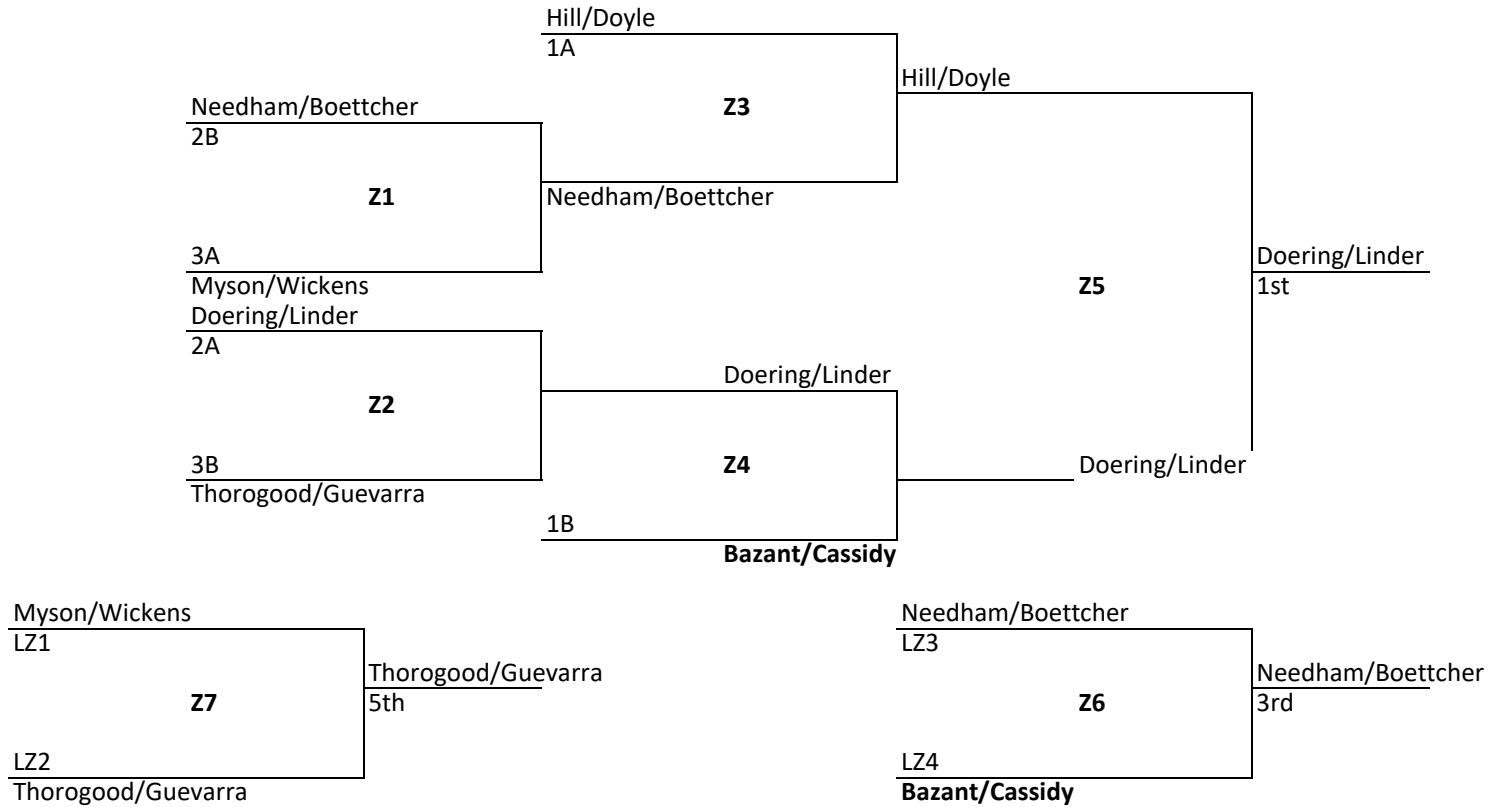 Hill/Doyle
1A
Hill/Doyle
Needham/Boettcher
Z3
2B
Z1
Needham/Boettcher
3A
Doering/Linder
Myson/Wickens
Z5
1st
Doering/Linder
2A
Doering/Linder
Z2
3B
Z4
Doering/Linder
Thorogood/Guevarra
1B
Bazant/Cassidy
Myson/Wickens
LZ1
Thorogood/Guevarra
Z7
5th
LZ2
Thorogood/Guevarra
Needham/Boettcher
LZ3
Needham/Boettcher
Z6
3rd
LZ4
Bazant/Cassidy